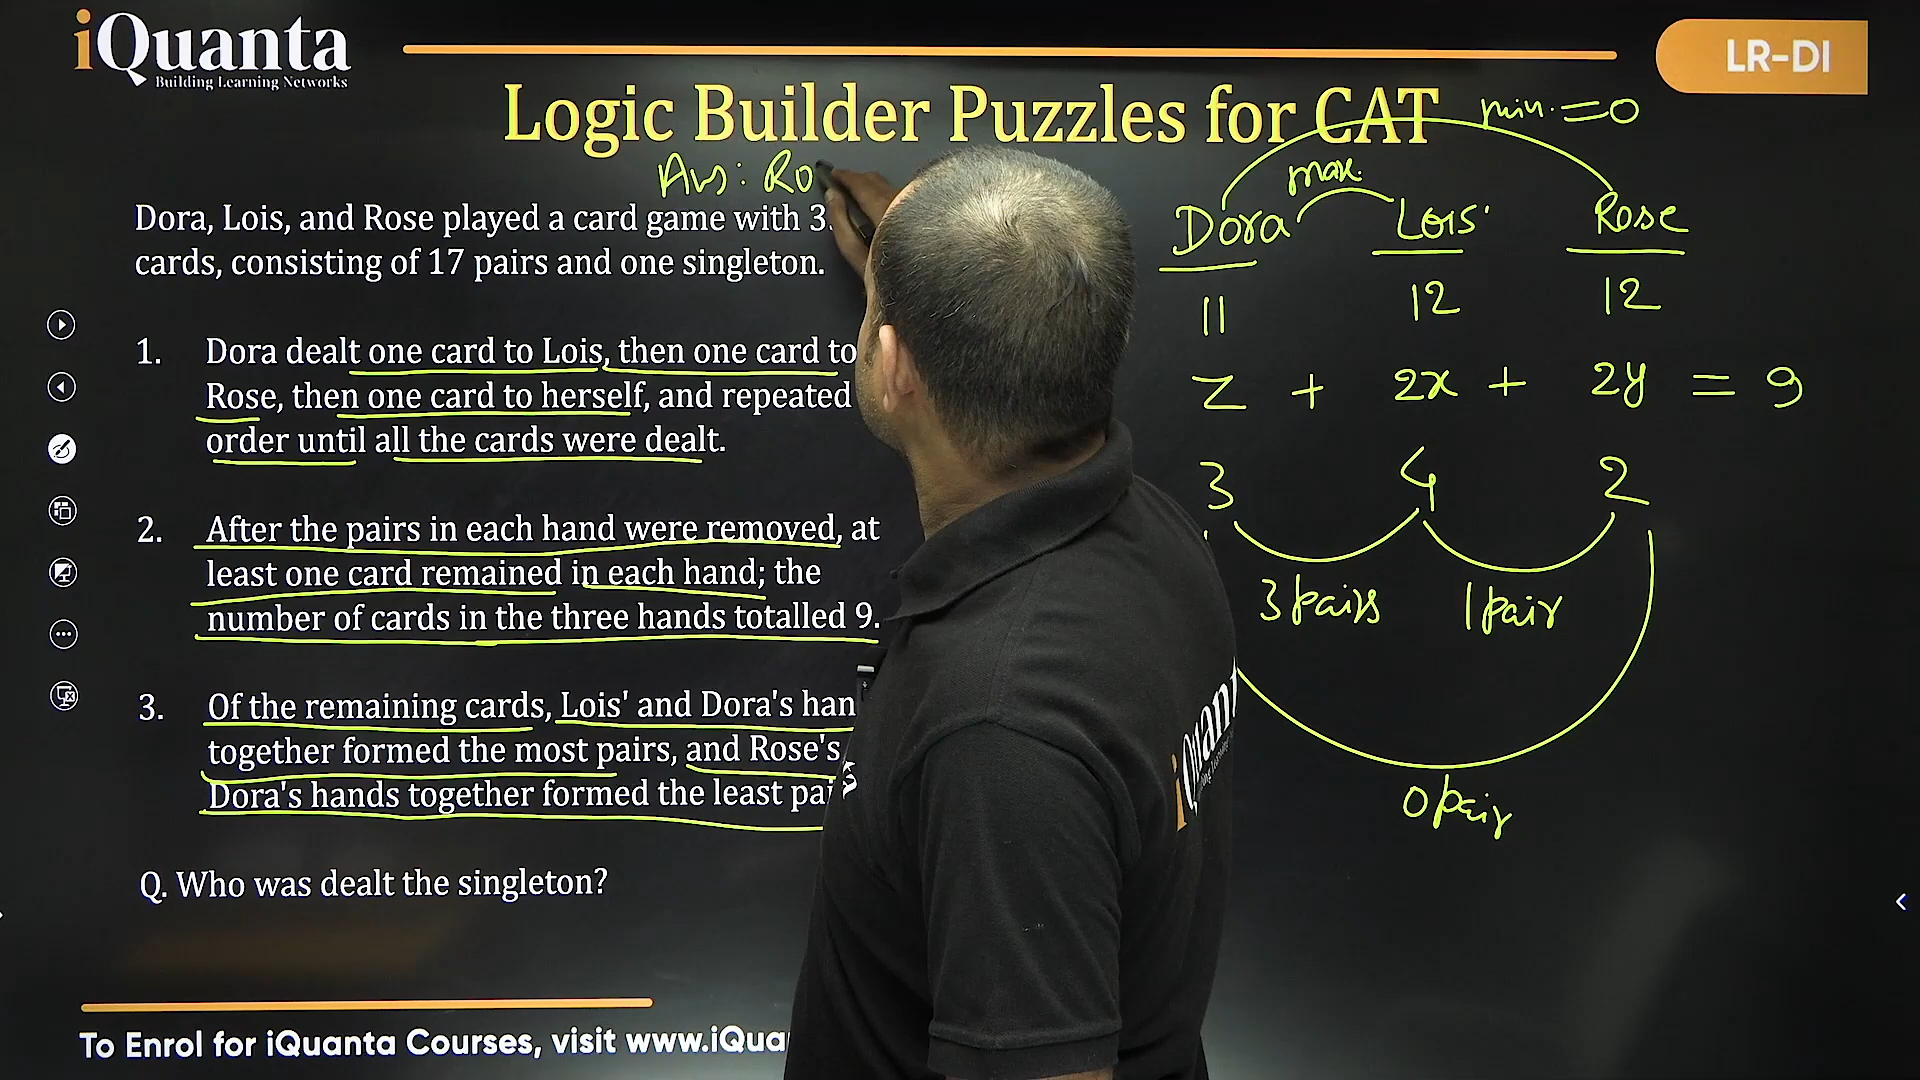 iQuanta
Building Learning Networks
LR-DI
Logic Builder Puzzles for CAT
min. = 0
Ans: Ro
max.
Dora, Lois, and Rose played a card game with 3
cards, consisting of 17 pairs and one singleton.
1. Dora dealt one card to Lois, then one card to
Rose, then one card to herself, and repeated
order until all the cards were dealt.
2. After the pairs in each hand were removed, at
least one card remained in each hand; the
number of cards in the three hands totalled 9.
3. Of the remaining cards, Lois' and Dora's han
together formed the most pairs, and Rose's
Dora's hands together formed the least pai
Q. Who was dealt the singleton?
Dora Lois Rose
11 12 12
z + 2x + 2y = 9
3 4 2
3 pairs 1 pair
0 pair
iQuanta
To Enrol for iQuanta Courses, visit www.iQua